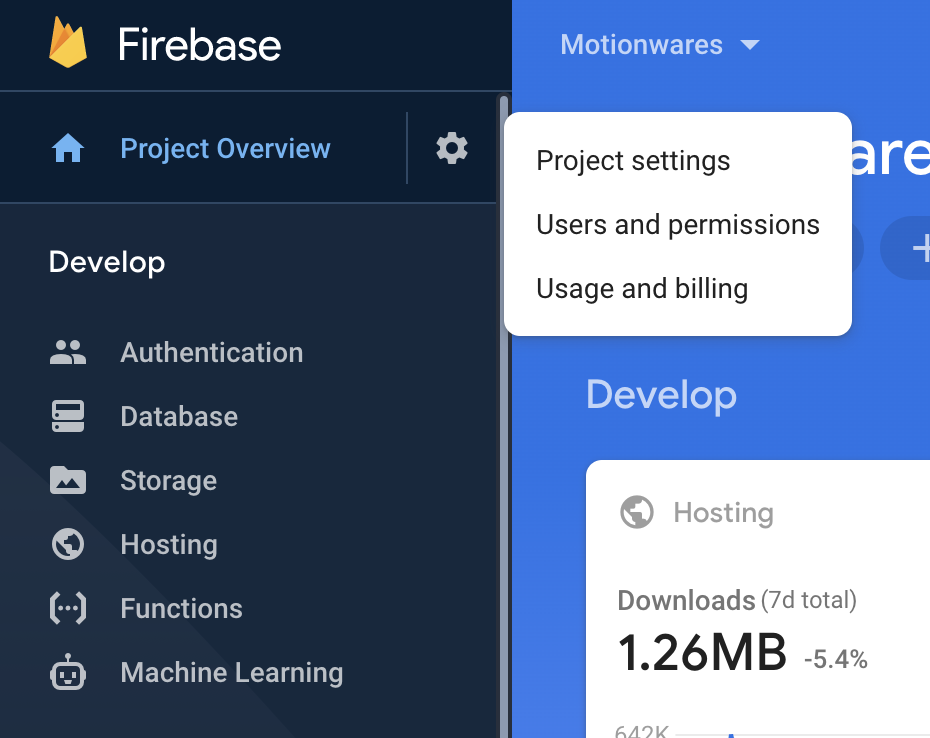 Firebase
Motionwares
Project Overview
Project settings
Users and permissions
Usage and billing
are
Develop
Authentication
Database
Storage
Hosting
Functions
Machine Learning
Develop
Hosting
Downloads (7d total)
1.26MB -5.4%
642K